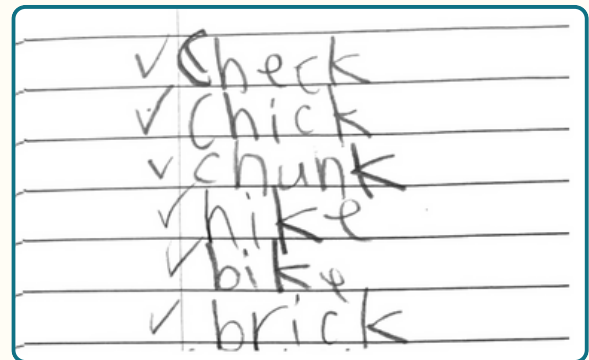 ✓ Check
✓ Chick
✓ chunk
✓ hike
✓ bike
✓ brick